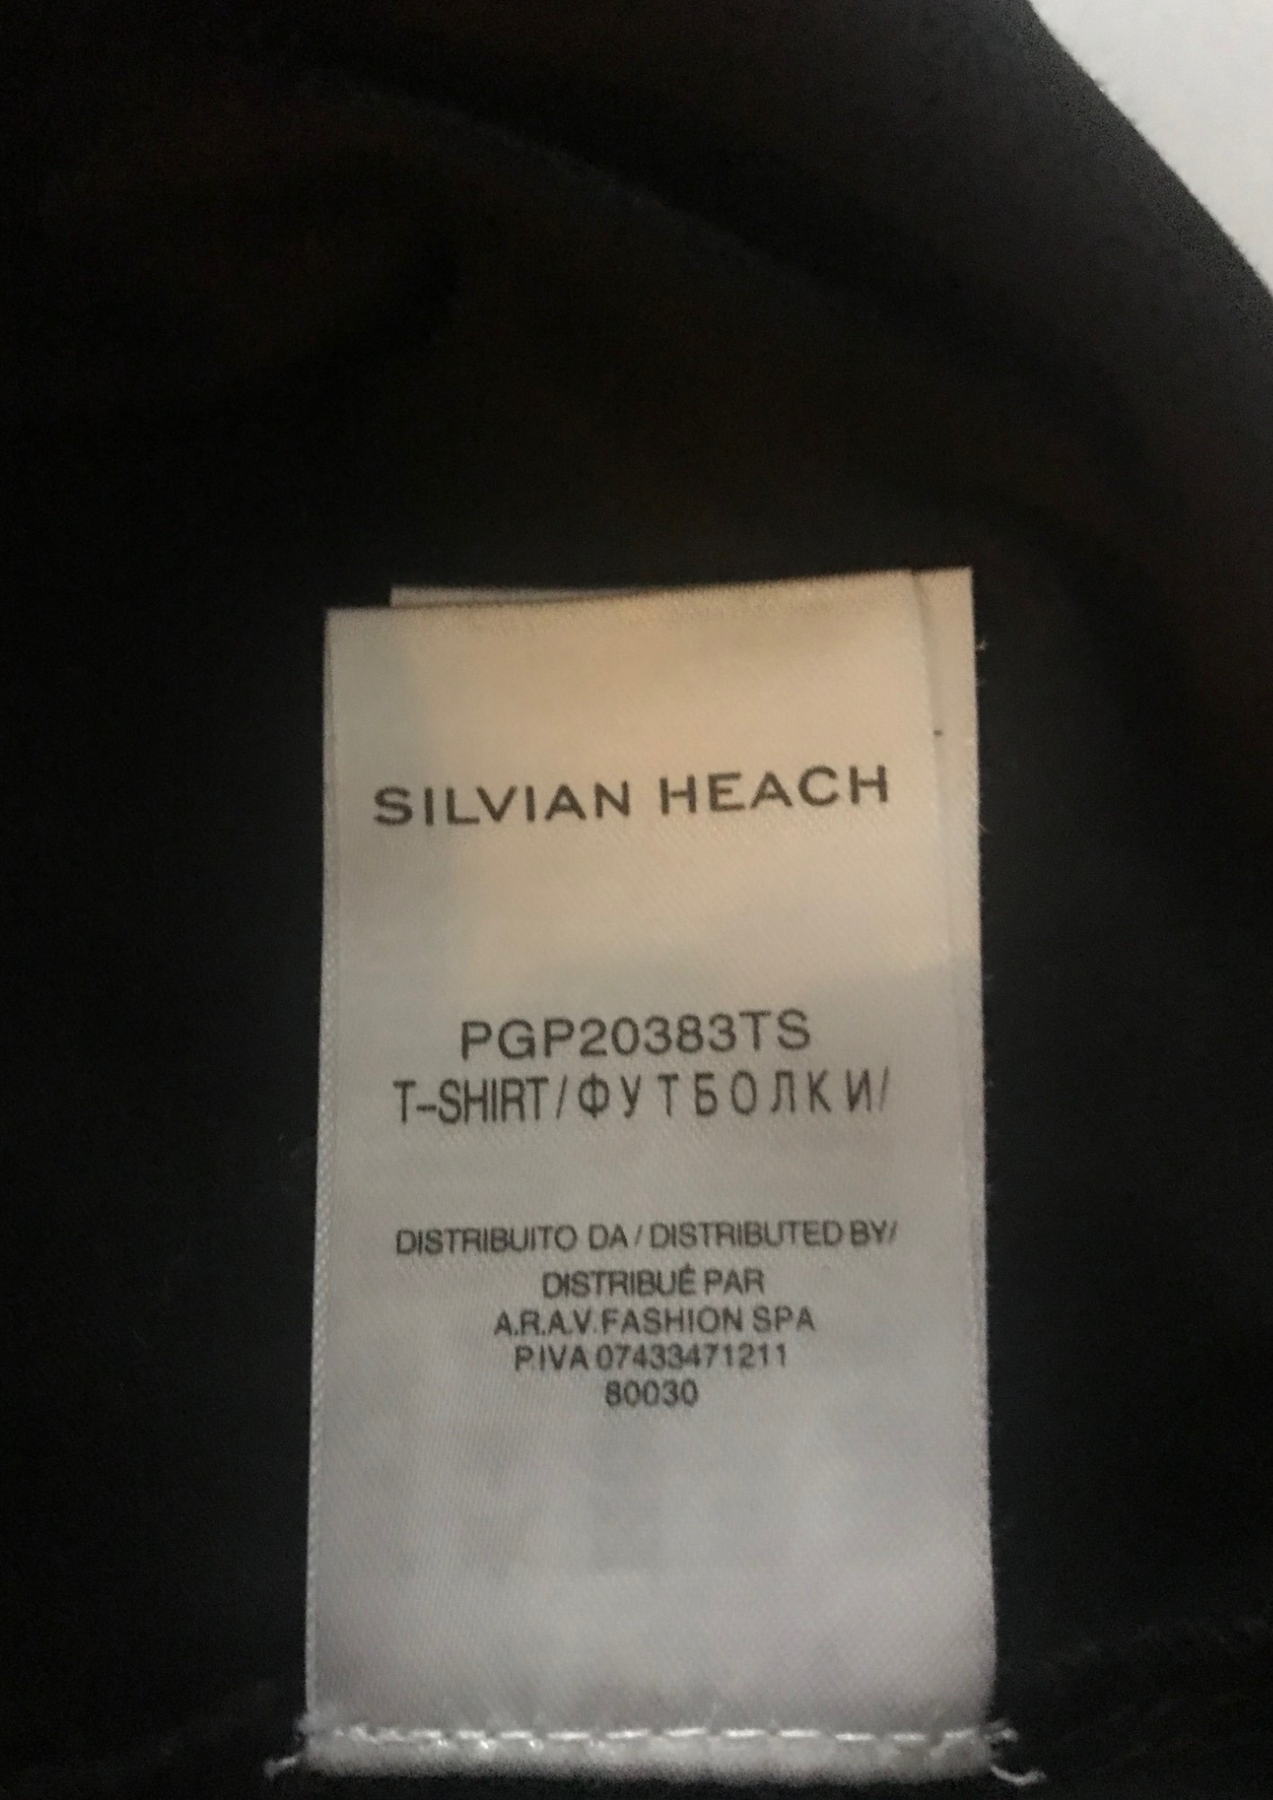 SILVIAN HEACH
PGP20383TS
T-SHIRT/ФУТБОЛКИ/
DISTRIBUITO DA/DISTRIBUTED BY/
DISTRIBUÉ PAR
A.R.A.V.FASHION SPA
P.IVA 07433471211
80030